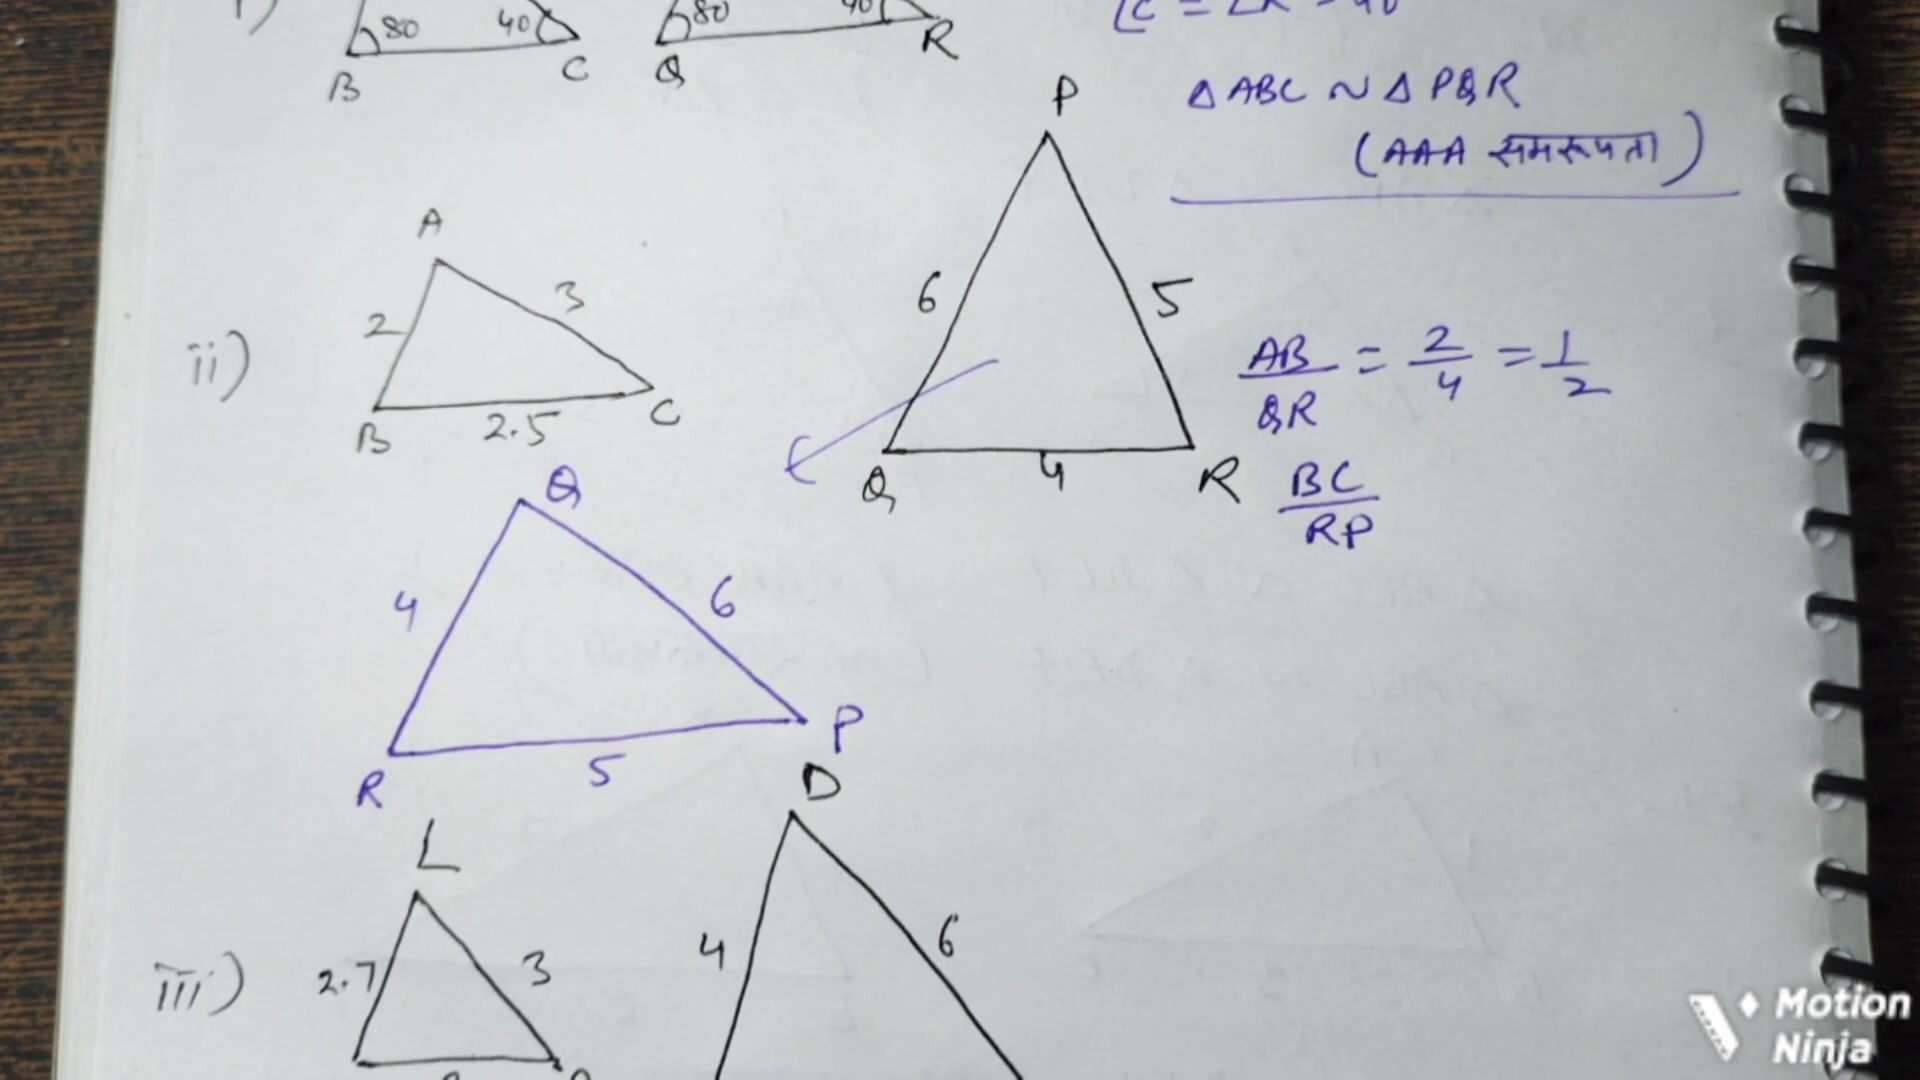 i)
80
40
B
C
80
40
Q
R
∠C = ∠R = 40
△ABC ~ △PQR
(AAA समरूपता)
ii)
A
2
3
B
2.5
C
P
6
5
Q
4
R
AB/QR = 2/4 = 1/2
BC/RP
Q
4
6
R
5
P
iii)
L
2.7
3
D
4
6
Motion
Ninja